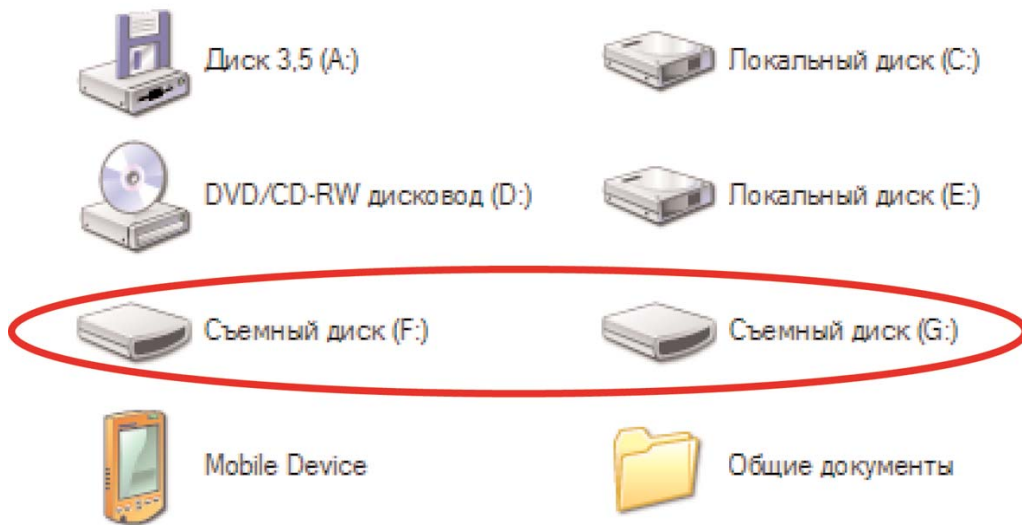 Диск 3,5 (A:)
Локальный диск (C:)
DVD/CD-RW дисковод (D:)
Локальный диск (E:)
Съемный диск (F:)
Съемный диск (G:)
Mobile Device
Общие документы